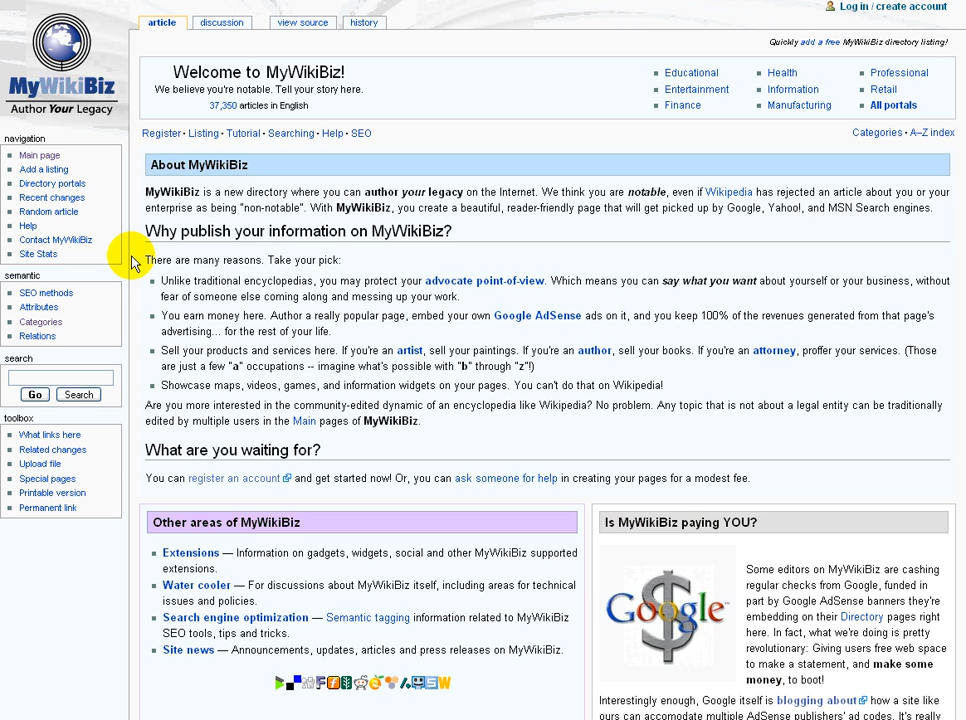 Log in / create account
article
discussion
view source
history
Quickly add a free MyWikiBiz directory listing!
MyWikiBiz
Author Your Legacy
Welcome to MyWikiBiz!
We believe you're notable. Tell your story here.
37,350 articles in English
Educational
Health
Professional
Entertainment
Information
Retail
Finance
Manufacturing
All portals
Register • Listing • Tutorial • Searching • Help • SEO
Categories • A–Z index
navigation
Main page
Add a listing
Directory portals
Recent changes
Random article
Help
Contact MyWikiBiz
Site Stats
semantic
SEO methods
Attributes
Categories
Relations
search
Go
Search
toolbox
What links here
Related changes
Upload file
Special pages
Printable version
Permanent link
About MyWikiBiz
MyWikiBiz is a new directory where you can author your legacy on the Internet. We think you are notable, even if Wikipedia has rejected an article about you or your
enterprise as being "non-notable". With MyWikiBiz, you create a beautiful, reader-friendly page that will get picked up by Google, Yahoo!, and MSN Search engines.
Why publish your information on MyWikiBiz?
There are many reasons. Take your pick:
Unlike traditional encyclopedias, you may protect your advocate point-of-view. Which means you can say what you want about yourself or your business, without
fear of someone else coming along and messing up your work.
You earn money here. Author a really popular page, embed your own Google AdSense ads on it, and you keep 100% of the revenues generated from that page's
advertising... for the rest of your life.
Sell your products and services here. If you're an artist, sell your paintings. If you're an author, sell your books. If you're an attorney, proffer your services. (Those
are just a few "a" occupations -- imagine what's possible with "b" through "z"!)
Showcase maps, videos, games, and information widgets on your pages. You can't do that on Wikipedia!
Are you more interested in the community-edited dynamic of an encyclopedia like Wikipedia? No problem. Any topic that is not about a legal entity can be traditionally
edited by multiple users in the Main pages of MyWikiBiz.
What are you waiting for?
You can register an account and get started now! Or, you can ask someone for help in creating your pages for a modest fee.
Other areas of MyWikiBiz
Extensions — Information on gadgets, widgets, social and other MyWikiBiz supported
extensions.
Water cooler — For discussions about MyWikiBiz itself, including areas for technical
issues and policies.
Search engine optimization — Semantic tagging information related to MyWikiBiz
SEO tools, tips and tricks.
Site news — Announcements, updates, articles and press releases on MyWikiBiz.
Is MyWikiBiz paying YOU?
Google
Some editors on MyWikiBiz are cashing
regular checks from Google, funded in
part by Google AdSense banners they're
embedding on their Directory pages right
here. In fact, what we're doing is pretty
revolutionary: Giving users free web space
to make a statement, and make some
money, to boot!
Interestingly enough, Google itself is blogging about how a site like
ours can accomodate multiple AdSense publishers' ad codes. It's really